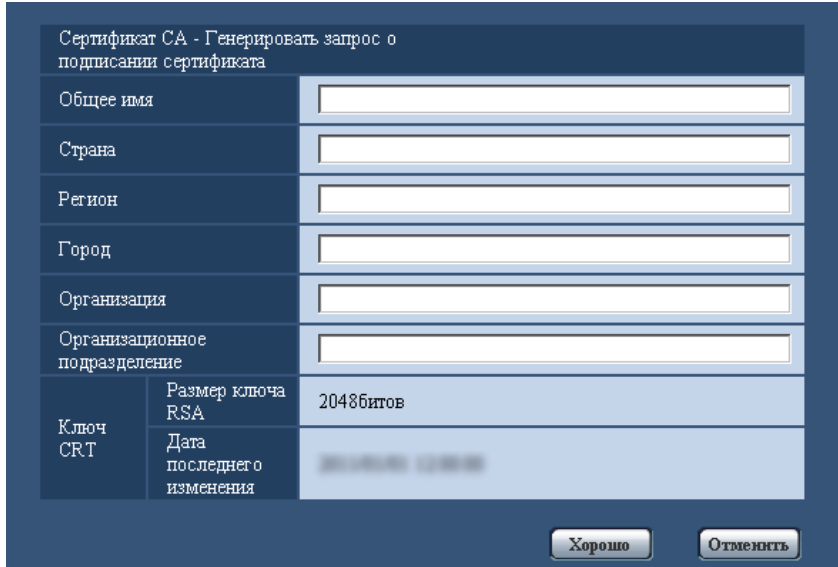 Сертификат CA - Генерировать запрос о
подписании сертификата
Общее имя
Страна
Регион
Город
Организация
Организационное
подразделение
Ключ
CRT
Размер ключа
RSA
2048битов
Дата
последнего
изменения
Хорошо
Отменить